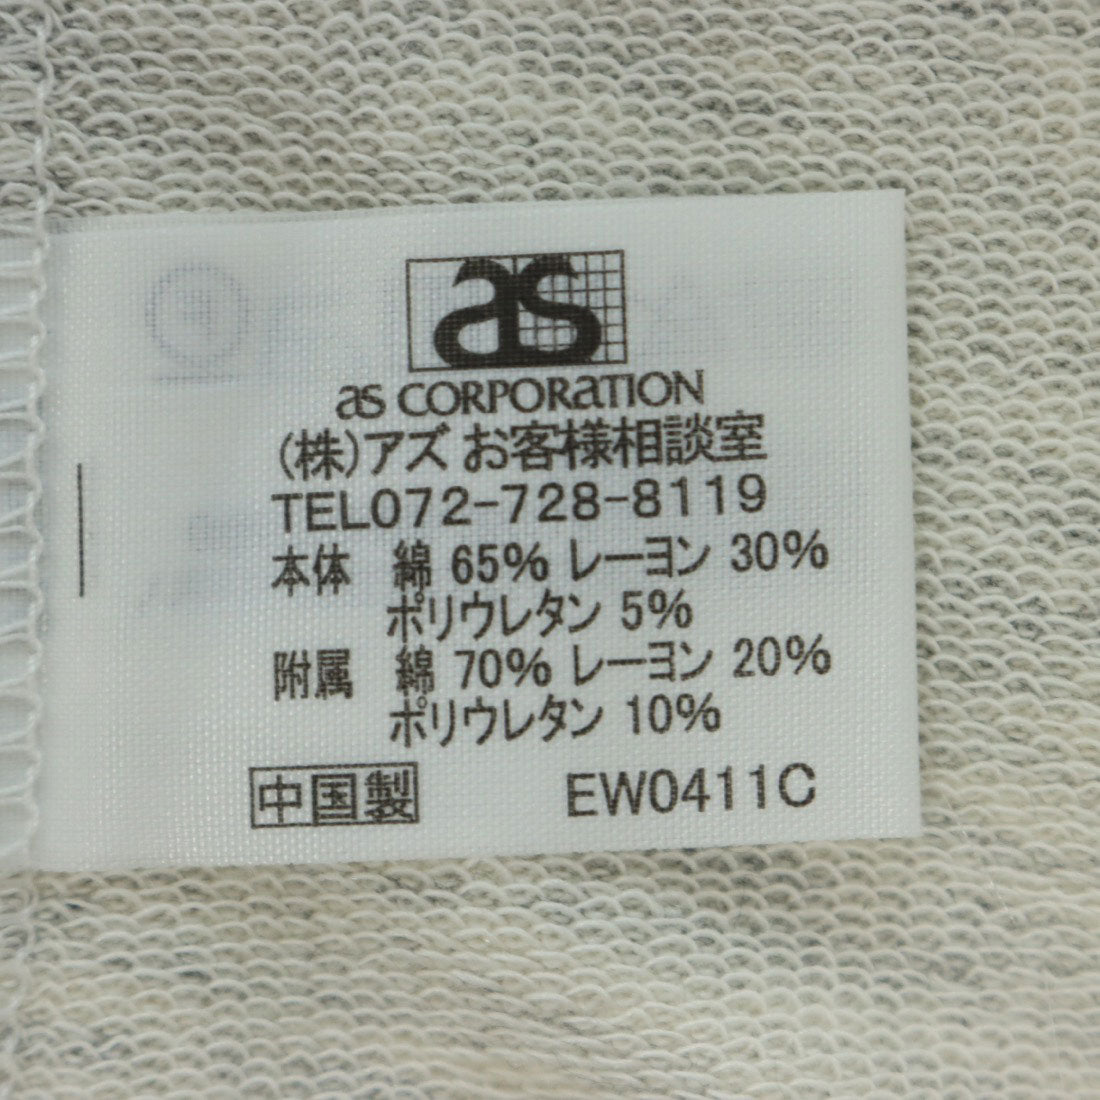 as
as CORPORATION
(株)アズ お客様相談室
TEL072-728-8119
本体 綿 65% レーヨン 30%
ポリウレタン 5%
附属 綿 70% レーヨン 20%
ポリウレタン 10%
中国製 EW0411C